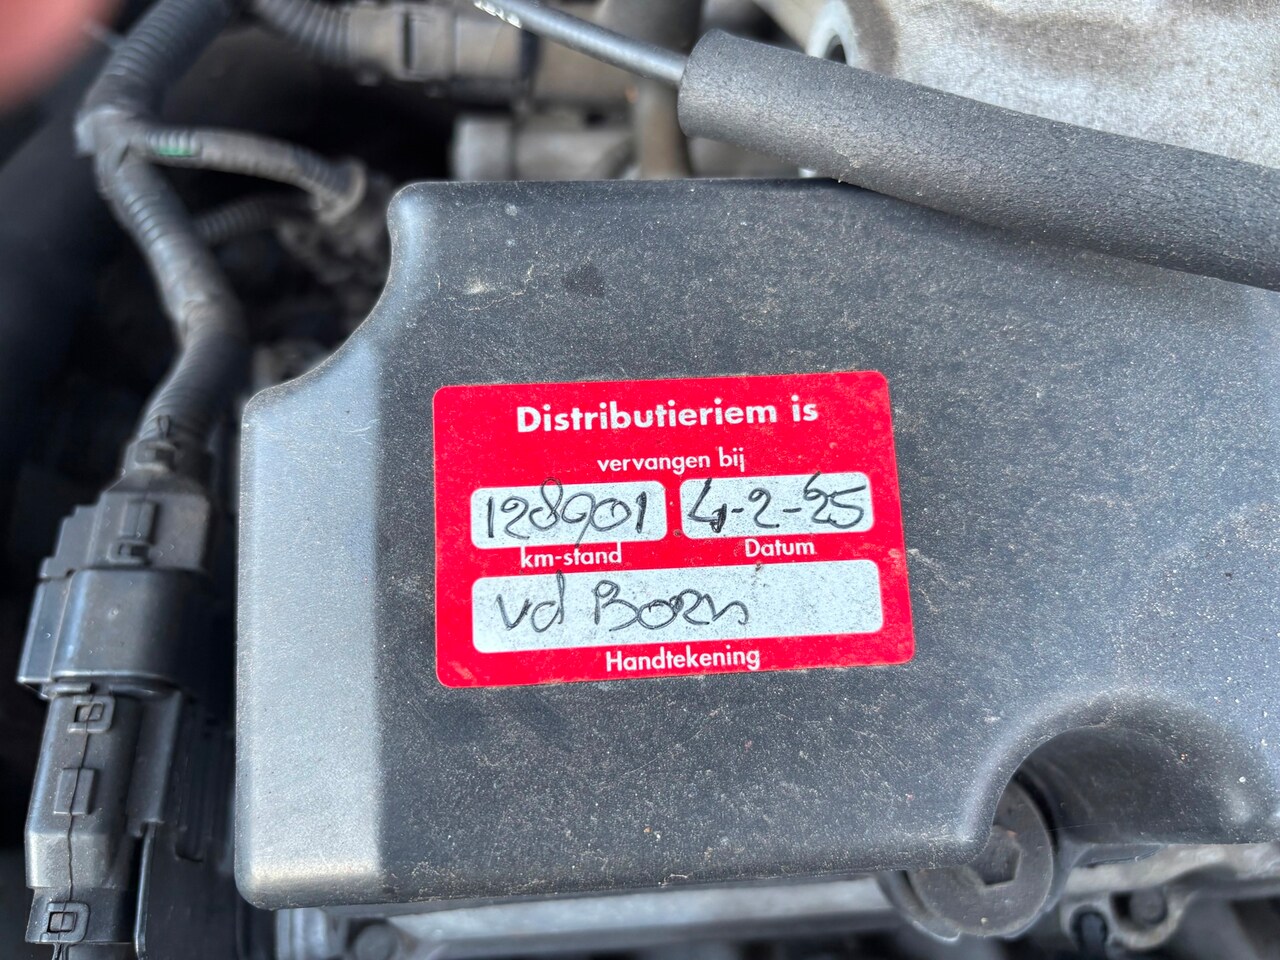 Distributieriem is
vervangen bij
128901 4-2-25
km-stand Datum
vd Born
Handtekening